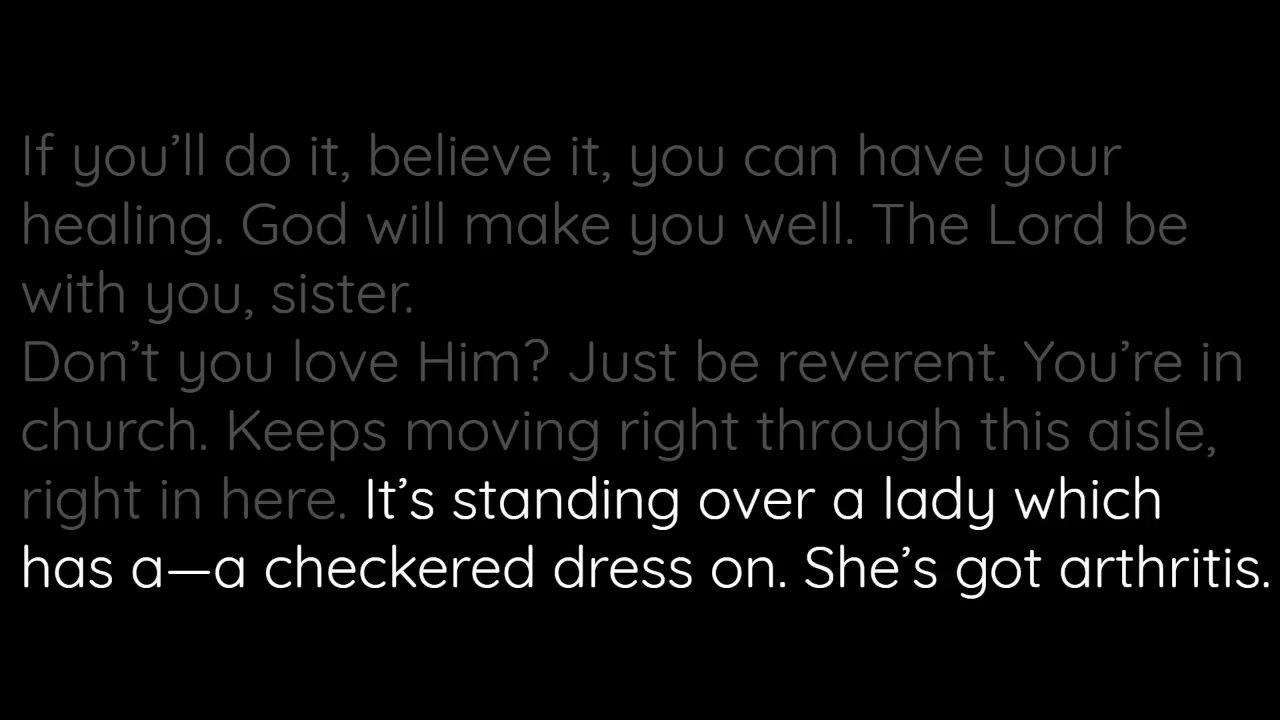 If you’ll do it, believe it, you can have your
healing. God will make you well. The Lord be
with you, sister.
Don’t you love Him? Just be reverent. You’re in
church. Keeps moving right through this aisle,
right in here. It’s standing over a lady which
has a—a checkered dress on. She’s got arthritis.